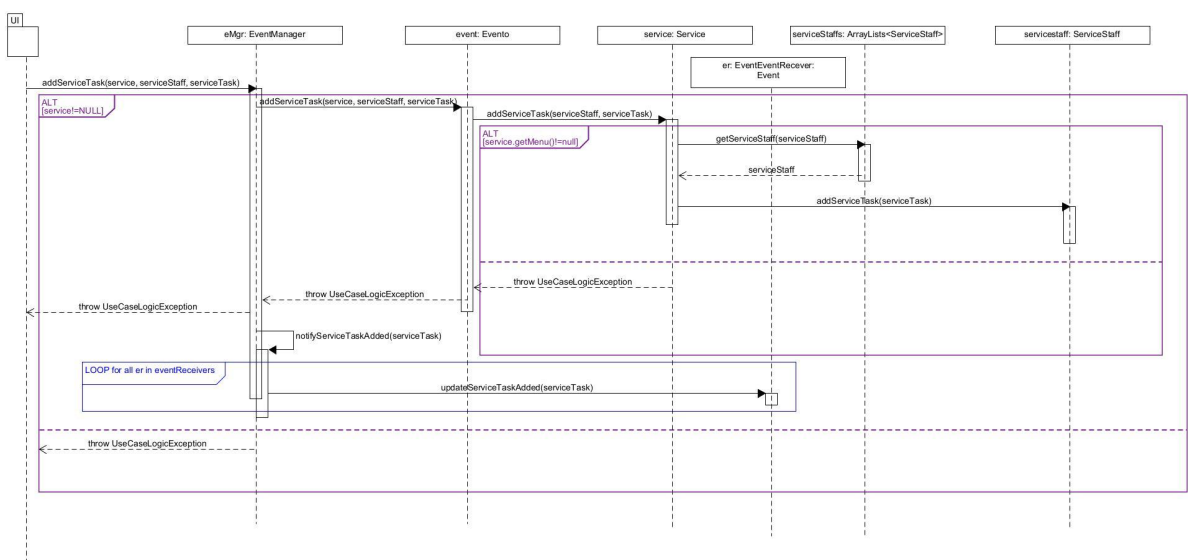 UI
eMgr: EventManager
event: Evento
service: Service
serviceStaffs: ArrayLists<ServiceStaff>
servicestaff: ServiceStaff
er: EventEventRecever:
Event
addServiceTask(service, serviceStaff, serviceTask)
ALT
[service!=NULL]
addServiceTask(service, serviceStaff, serviceTask)
addServiceTask(serviceStaff, serviceTask)
ALT
[service.getMenu()!=null]
getServiceStaff(serviceStaff)
serviceStaff
addServiceTask(serviceTask)
throw UseCaseLogicException
throw UseCaseLogicException
throw UseCaseLogicException
notifyServiceTaskAdded(serviceTask)
LOOP for all er in eventReceivers
updateServiceTaskAdded(serviceTask)
throw UseCaseLogicException